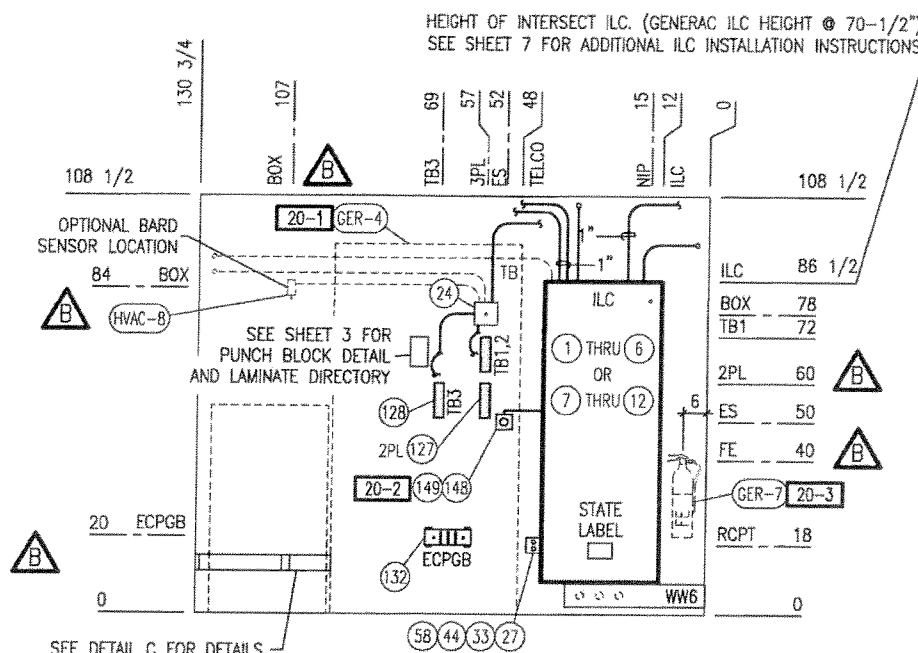 HEIGHT OF INTERSECT ILC. (GENERAC ILC HEIGHT @ 70-1/2")
SEE SHEET 7 FOR ADDITIONAL ILC INSTALLATION INSTRUCTIONS
130 3/4
107
BOX
B
69
TB3
57
3PL
52
ES
48
TELCO
15
NIP
12
ILC
0
108 1/2
108 1/2
20-1 GER-4
OPTIONAL BARD
SENSOR LOCATION
84 BOX
B
HVAC-8
TB
24
1"
1"
ILC
ILC 86 1/2
BOX 78
TB1 72
SEE SHEET 3 FOR
PUNCH BLOCK DETAIL
AND LAMINATE DIRECTORY
TB1,2
1 THRU 6
OR
7 THRU 12
2PL 60
B
6
128
TB3
2PL 127
ES 50
FE 40
B
20-2 149 148
GER-7 20-3
FE
STATE
LABEL
20 ECPGB
B
ECPGB
132
RCPT 18
0
WW6
0
58 44 33 27
SEE DETAIL C FOR DETAILS